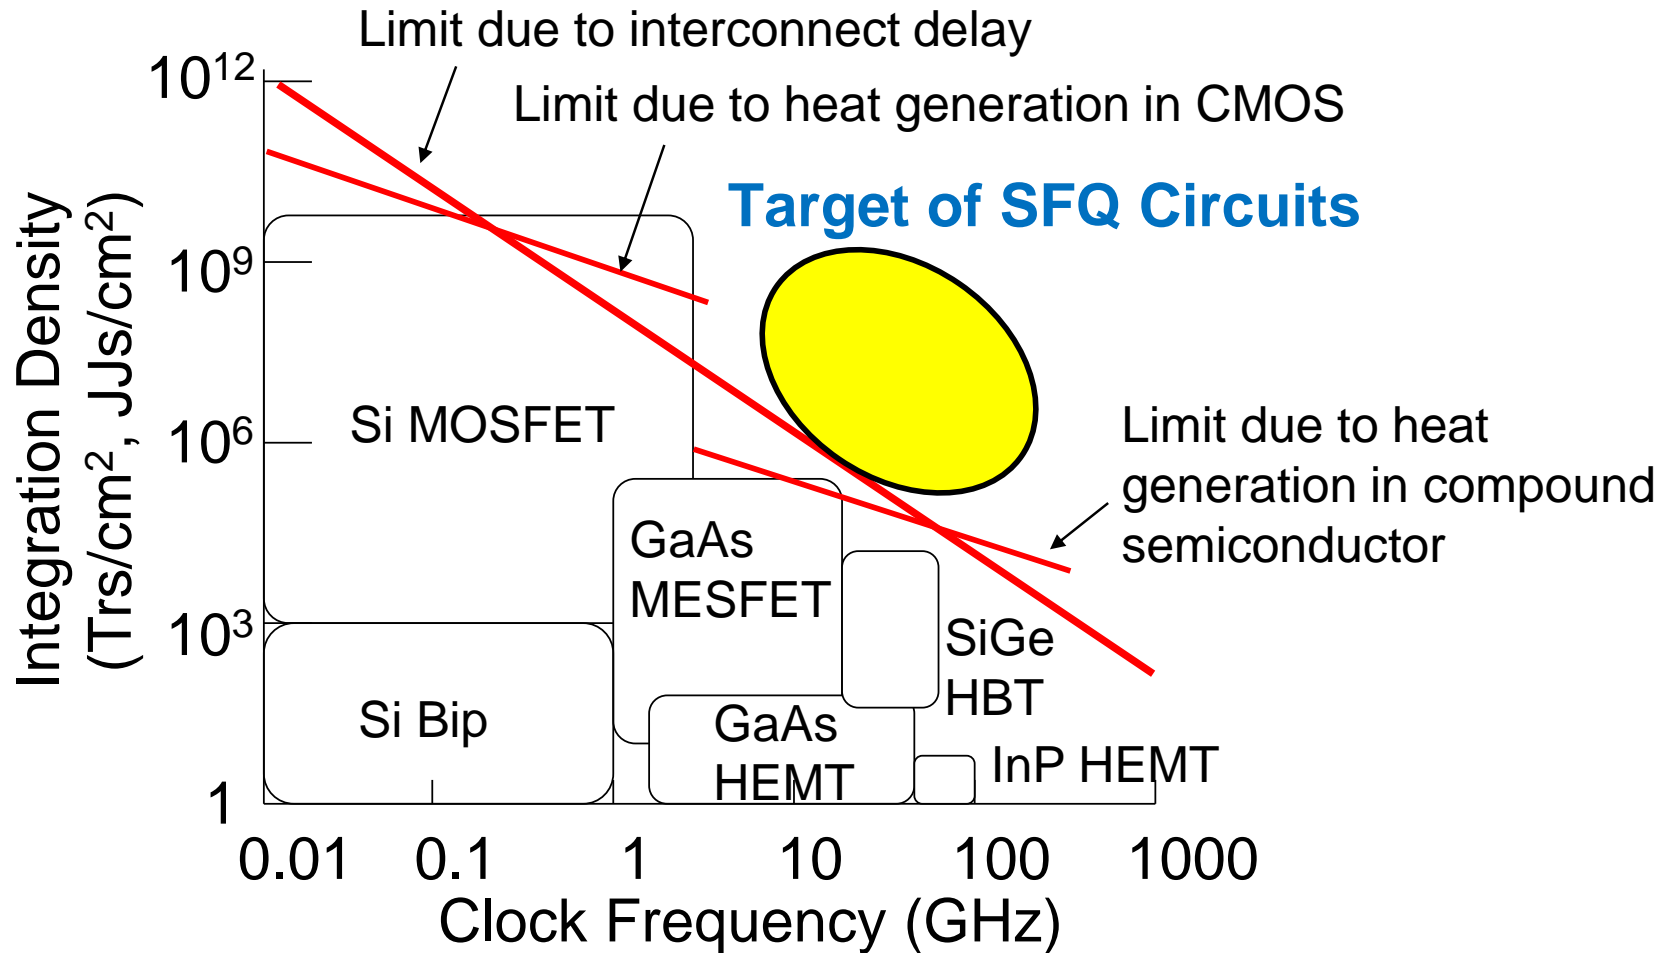 Limit due to interconnect delay
Limit due to heat generation in CMOS
Target of SFQ Circuits
Integration Density
(Trs/cm², JJs/cm²)
10¹²
10⁹
10⁶
10³
1
Si MOSFET
Limit due to heat
generation in compound
semiconductor
GaAs
MESFET
SiGe
HBT
Si Bip
GaAs
HEMT
InP HEMT
0.01 0.1 1 10 100 1000
Clock Frequency (GHz)